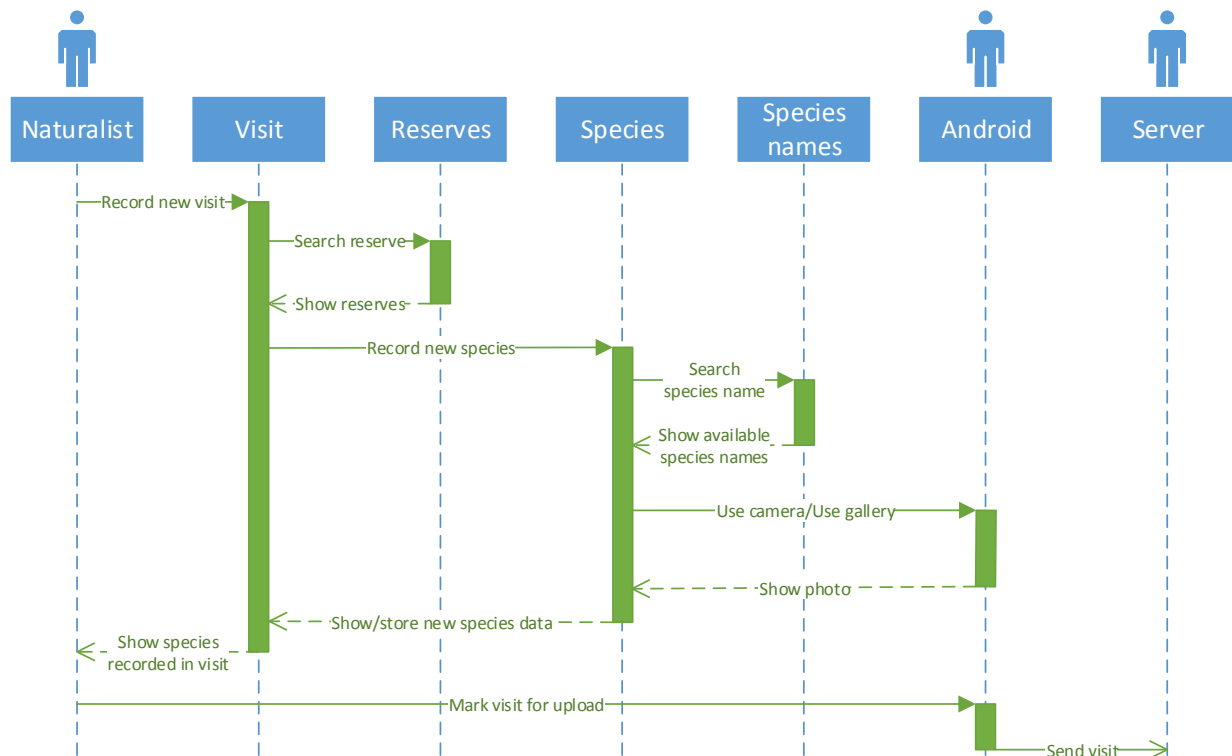 Naturalist
Visit
Reserves
Species
Species
names
Android
Server
Record new visit
Search reserve
Show reserves
Record new species
Search
species name
Show available
species names
Use camera/Use gallery
Show photo
Show/store new species data
Show species
recorded in visit
Mark visit for upload
Send visit